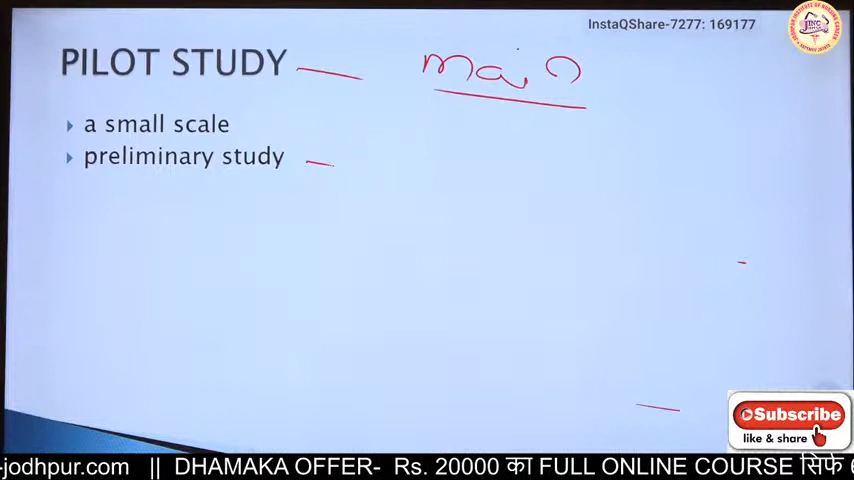 InstaQShare-7277: 169177
PILOT STUDY
main
a small scale
preliminary study
Subscribe
like & share
-jodhpur.com || DHAMAKA OFFER- Rs. 20000 का FULL ONLINE COURSE सिर्फ 6